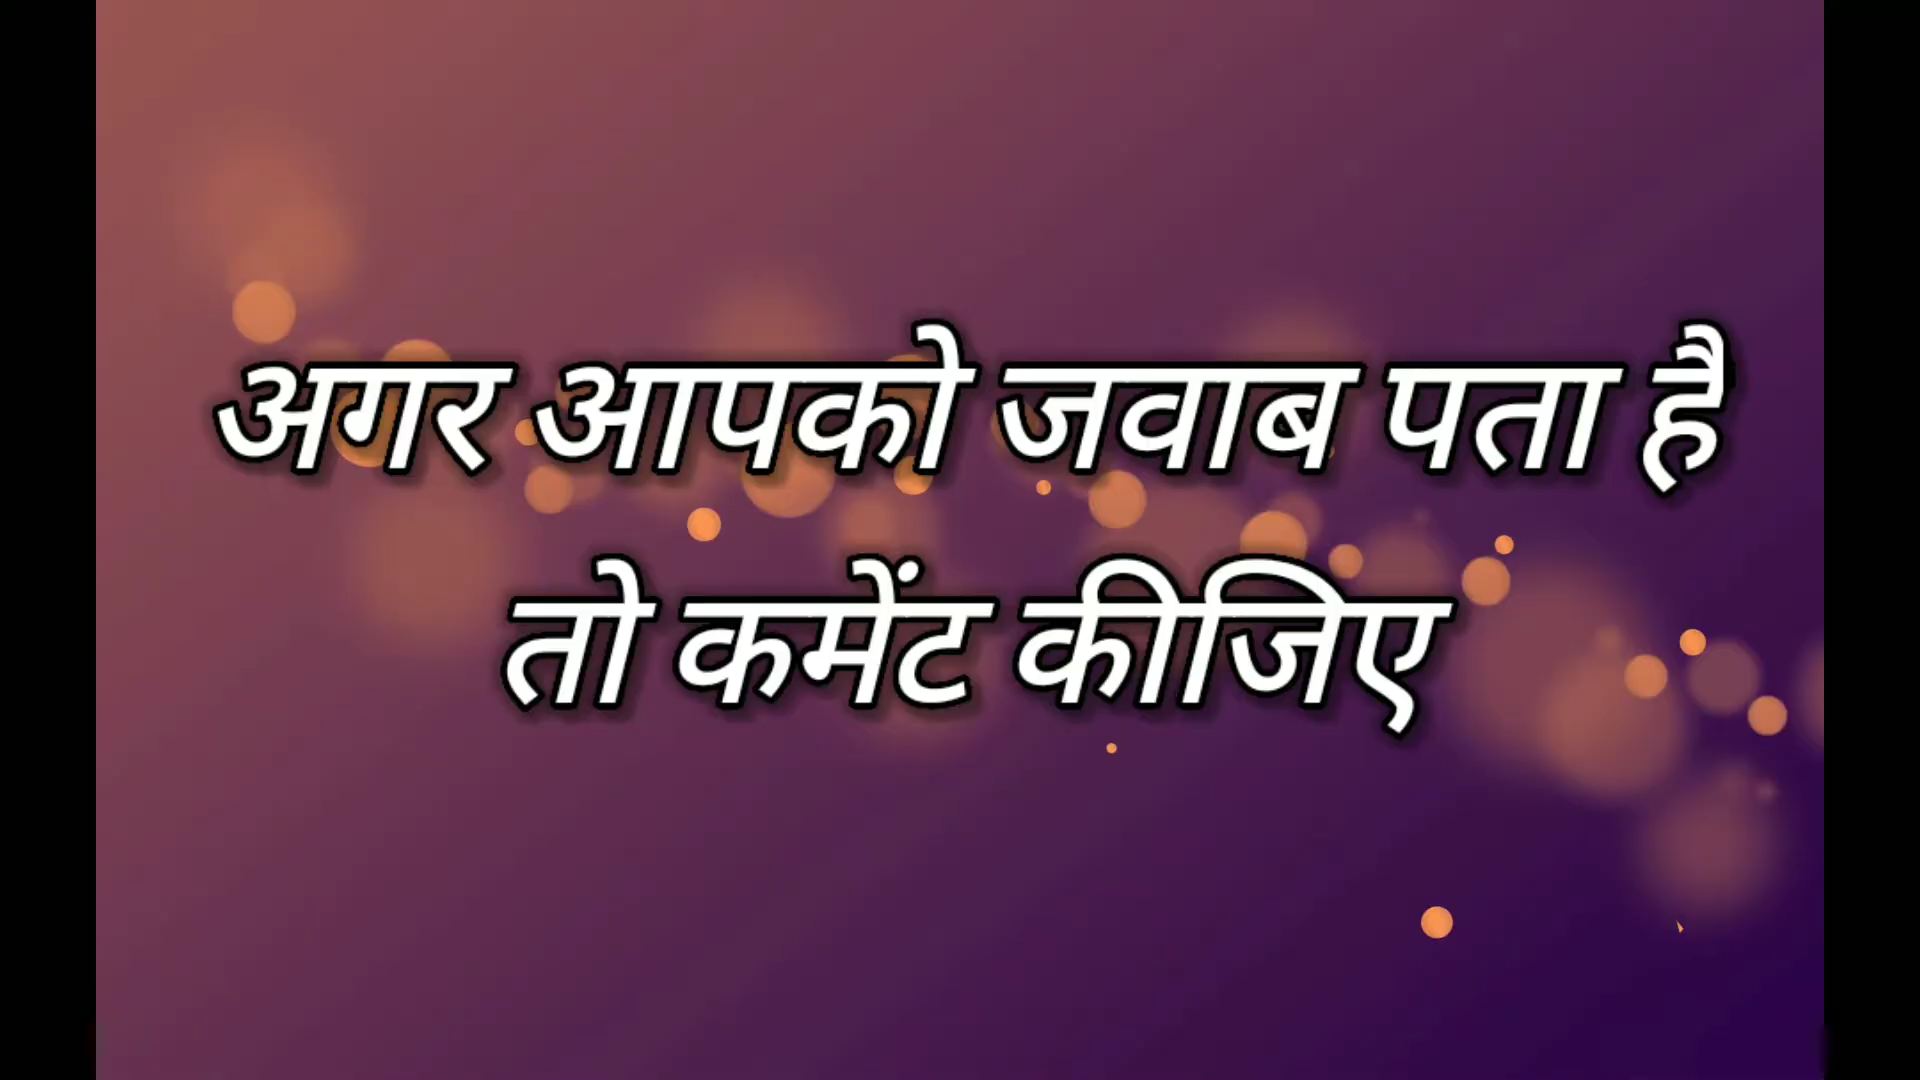 अगर आपको जवाब पता है
तो कमेंट कीजिए